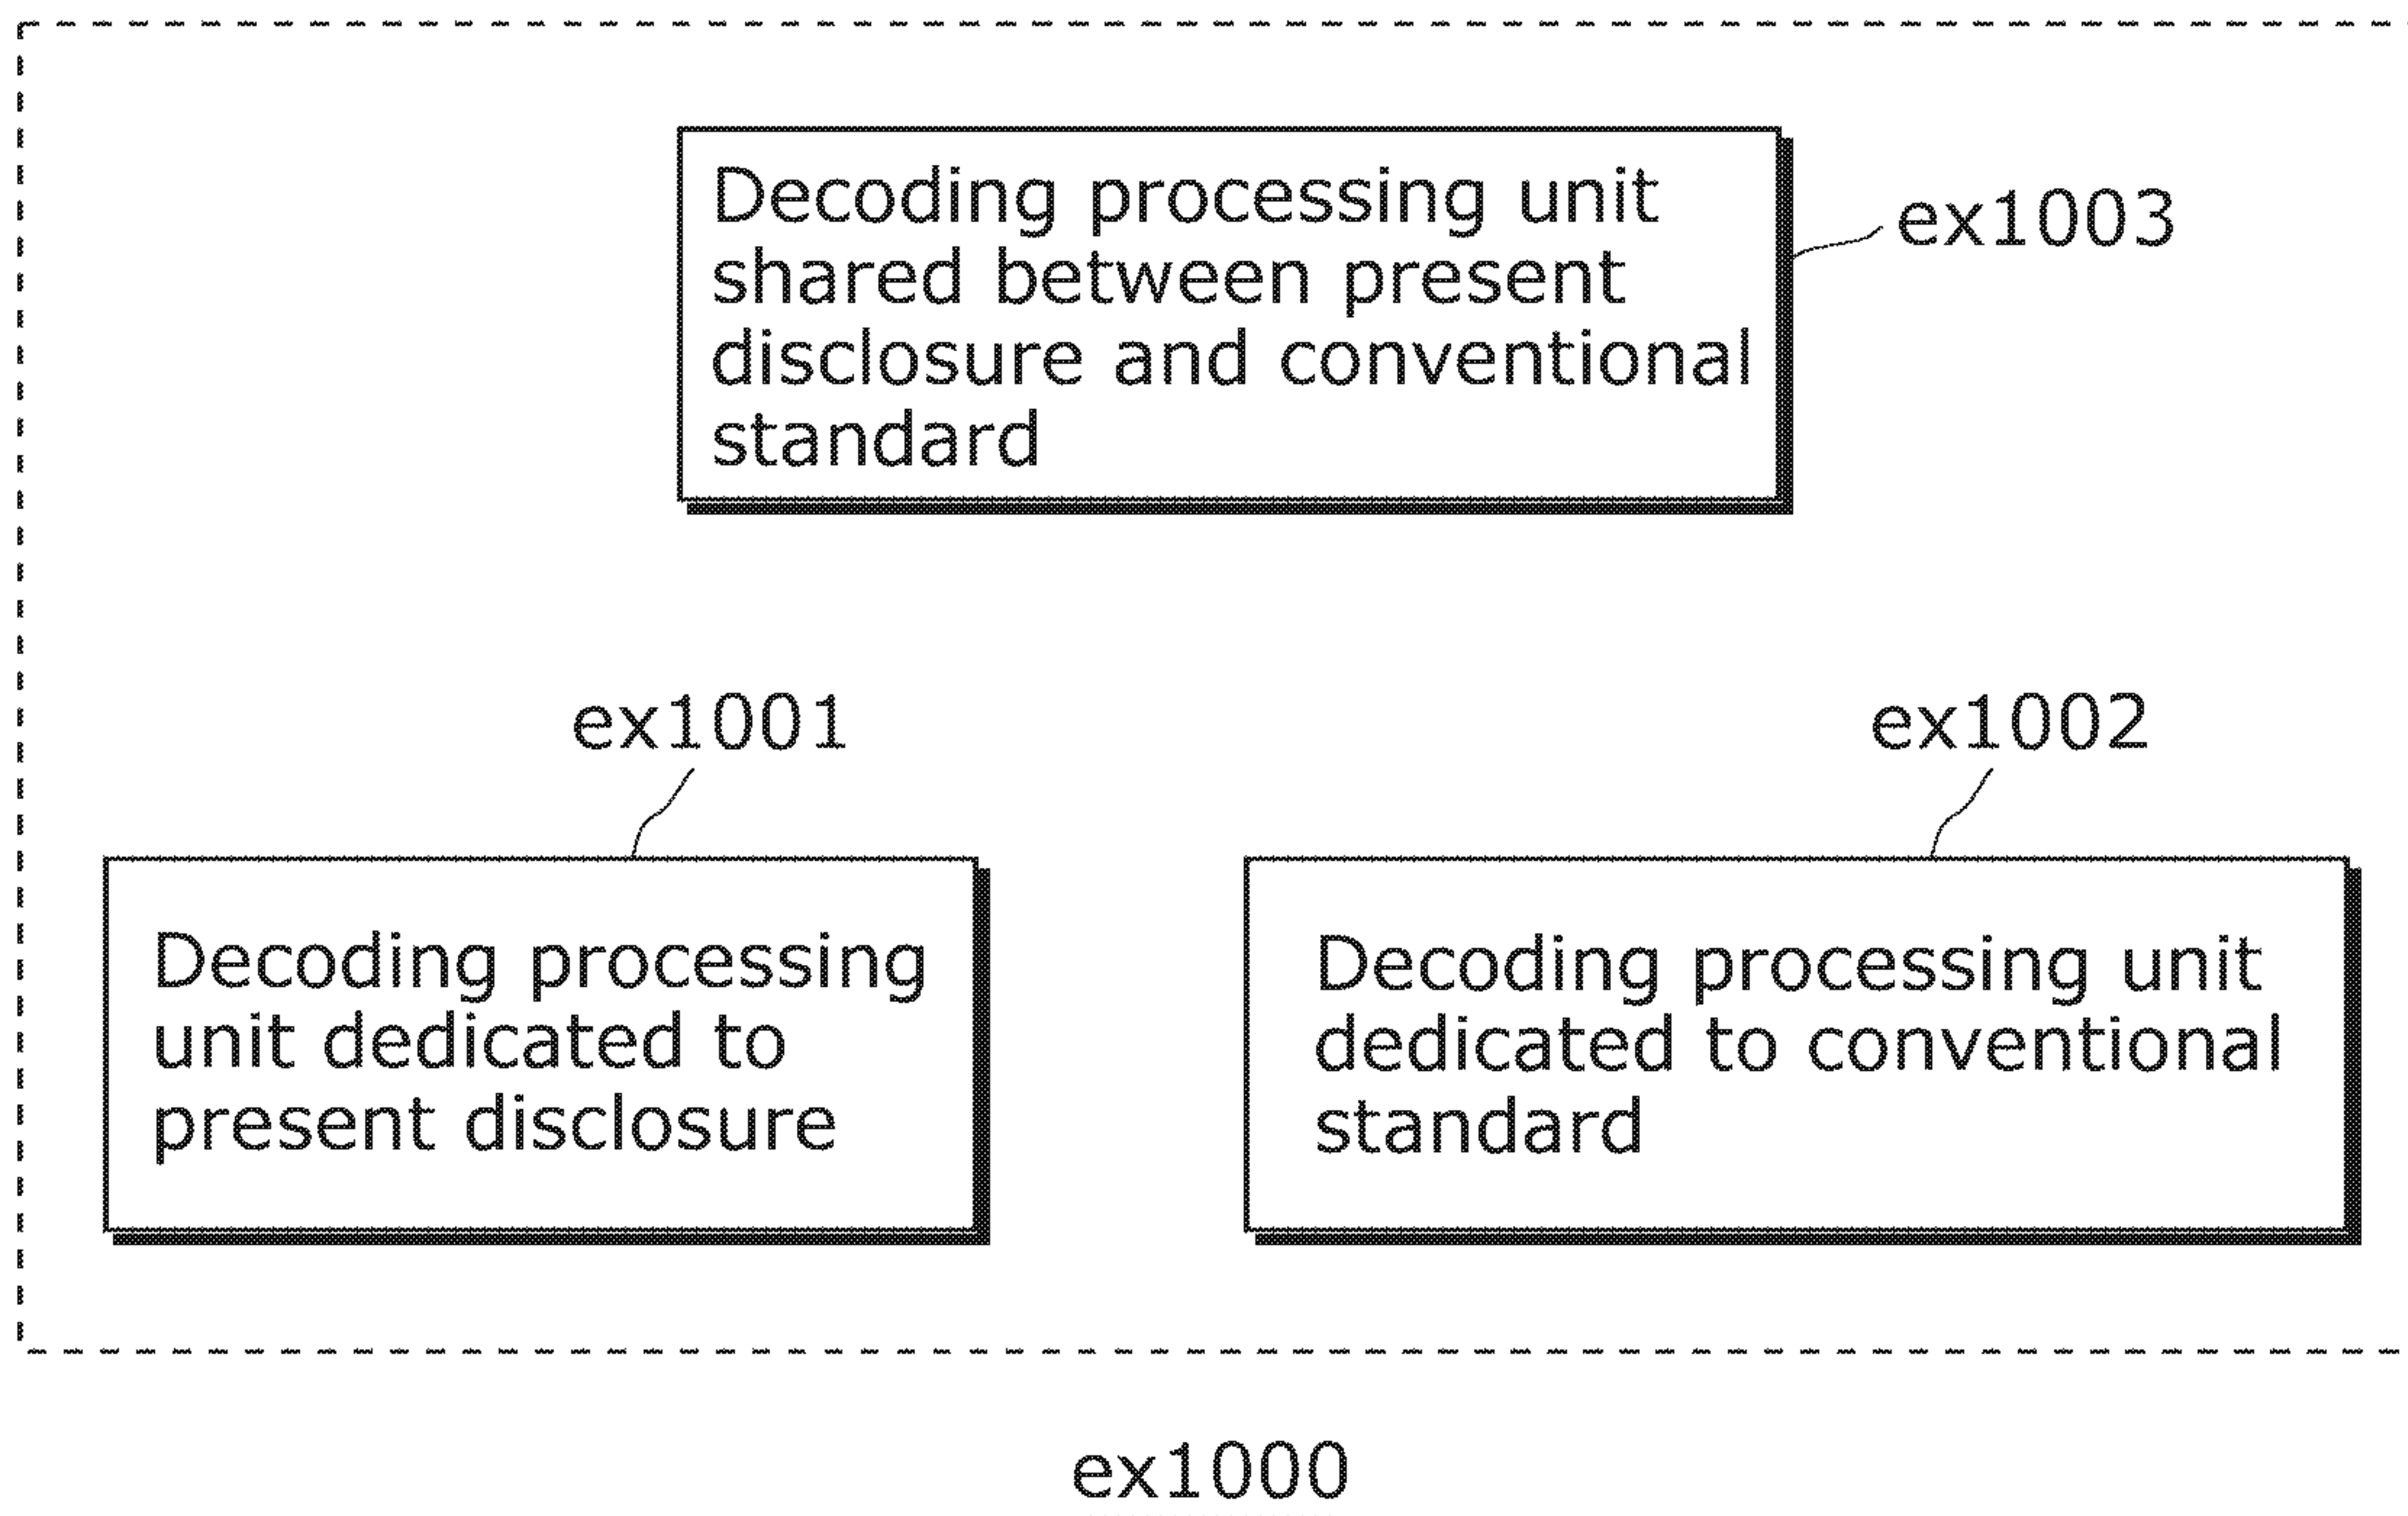 Decoding processing unit
shared between present
disclosure and conventional
standard
ex1003
ex1001
ex1002
Decoding processing
unit dedicated to
present disclosure
Decoding processing unit
dedicated to conventional
standard
ex1000